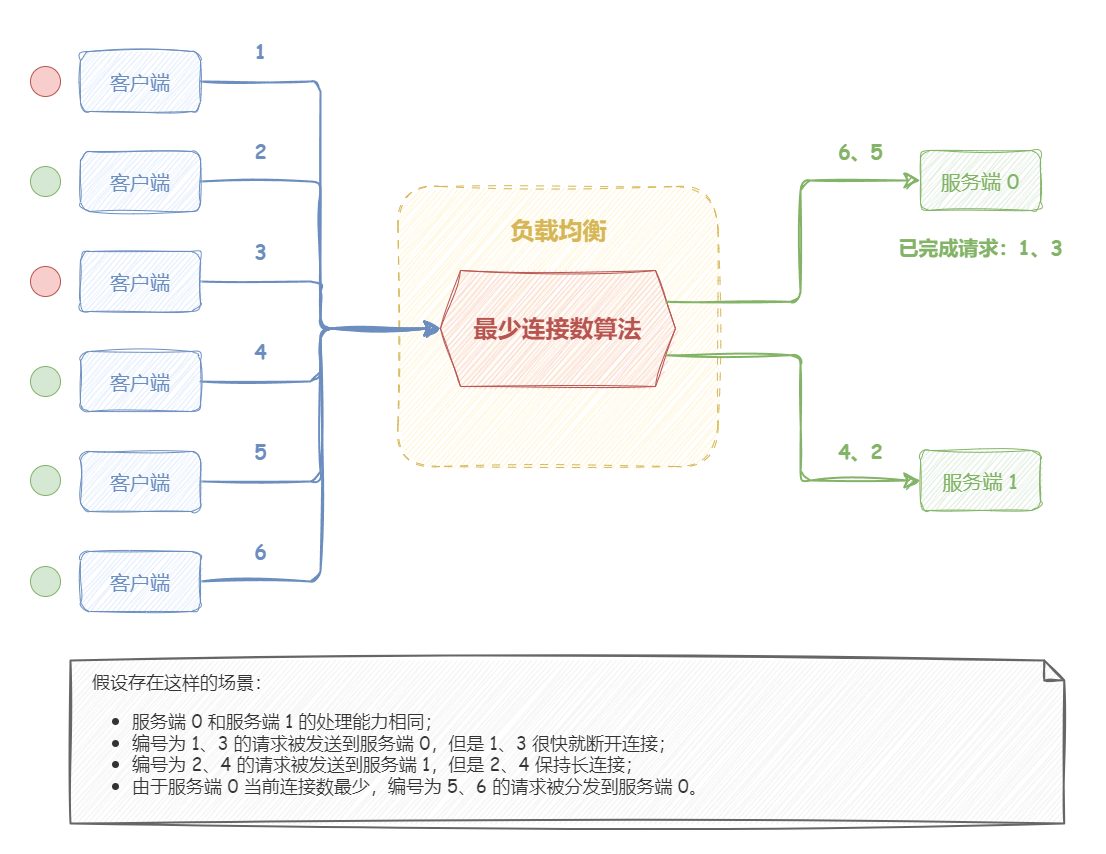 1
客户端
2
客户端
3
客户端
4
客户端
5
客户端
6
客户端
负载均衡
最少连接数算法
6、5
服务端 0
已完成请求：1、3
4、2
服务端 1
假设存在这样的场景：
服务端 0 和服务端 1 的处理能力相同；
编号为 1、3 的请求被发送到服务端 0，但是 1、3 很快就断开连接；
编号为 2、4 的请求被发送到服务端 1，但是 2、4 保持长连接；
由于服务端 0 当前连接数最少，编号为 5、6 的请求被分发到服务端 0。